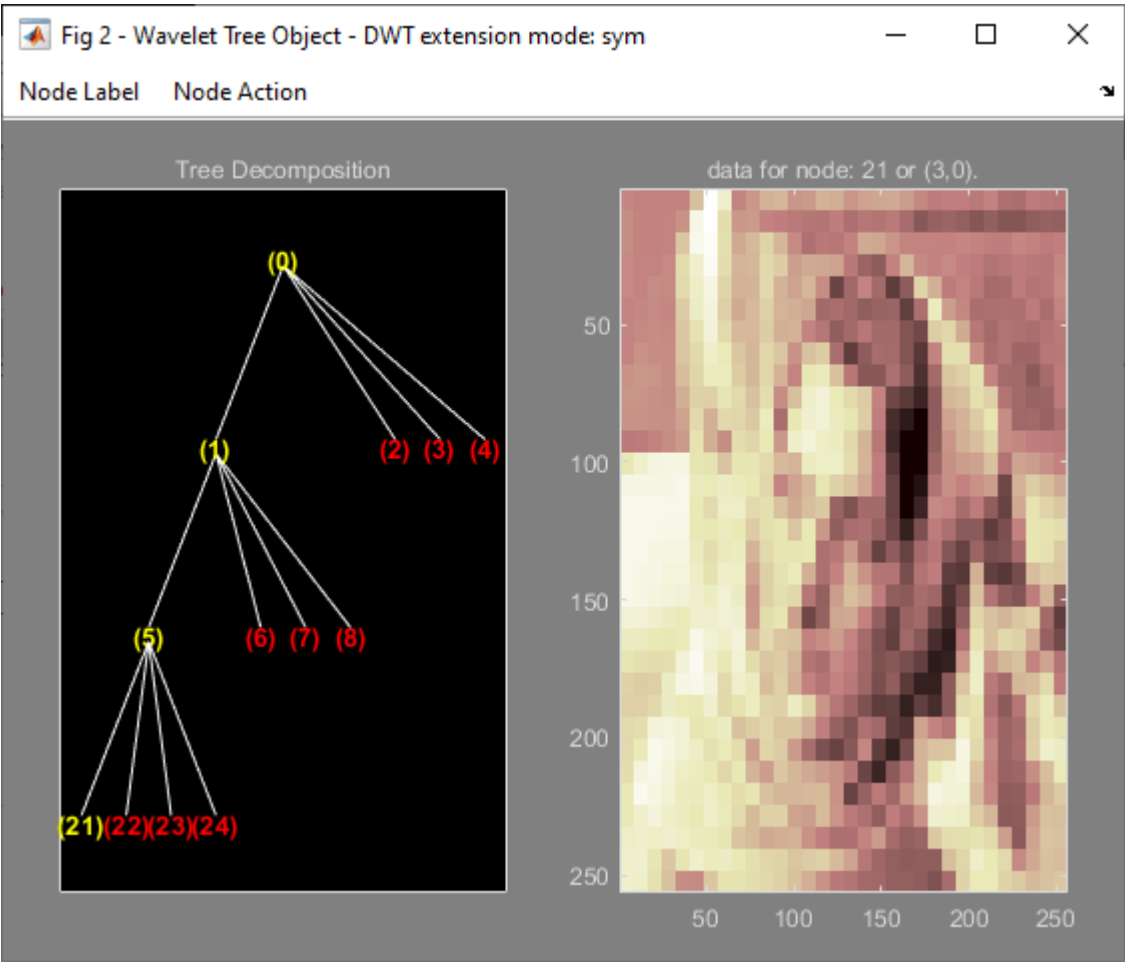 Fig 2 - Wavelet Tree Object - DWT extension mode: sym
Node Label Node Action
Tree Decomposition
(0)
(1) (2) (3) (4)
(5) (6) (7) (8)
(21) (22) (23) (24)
data for node: 21 or (3,0).
50
100
150
200
250
50 100 150 200 250